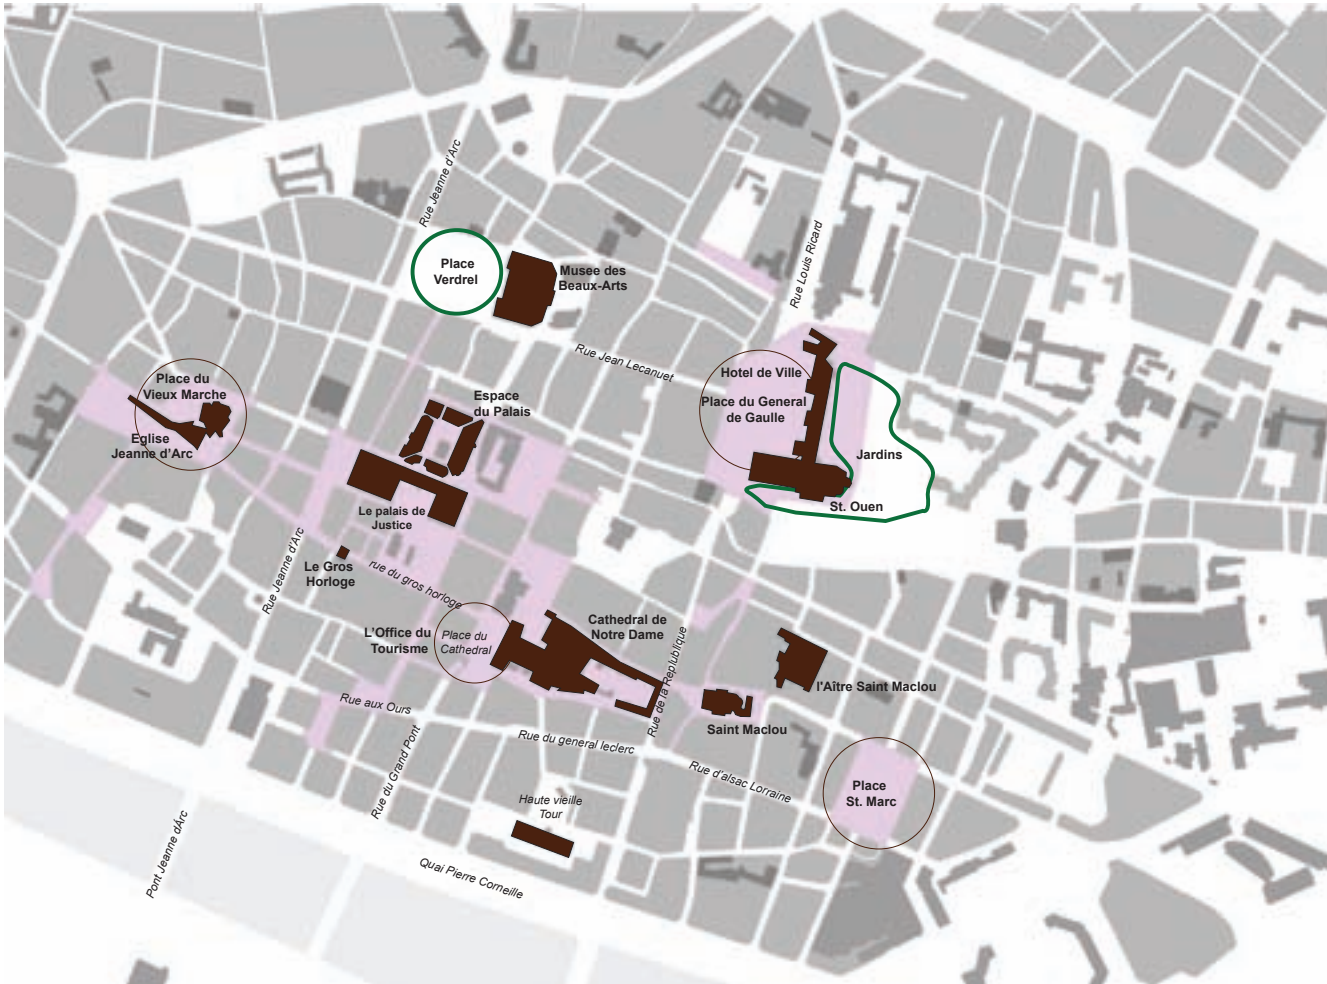 Rue Jeanne d'Arc
Place
Verdrel
Musee des
Beaux-Arts
Rue Louis Ricard
Rue Jean Lecanuet
Place du
Vieux Marche
Eglise
Jeanne d'Arc
Espace
du Palais
Hotel de Ville
Place du General
de Gaulle
Jardins
St. Ouen
Le palais de
Justice
Rue Jeanne d'Arc
Le Gros
Horloge
rue du gros horloge
L'Office du
Tourisme
Place du
Cathedral
Cathedral de
Notre Dame
Rue de la Replublique
l'Aître Saint Maclou
Saint Maclou
Rue aux Ours
Rue du Grand Pont
Rue du general leclerc
Rue d'alsac Lorraine
Place
St. Marc
Haute vieille
Tour
Pont Jeanne dÁrc
Quai Pierre Corneille